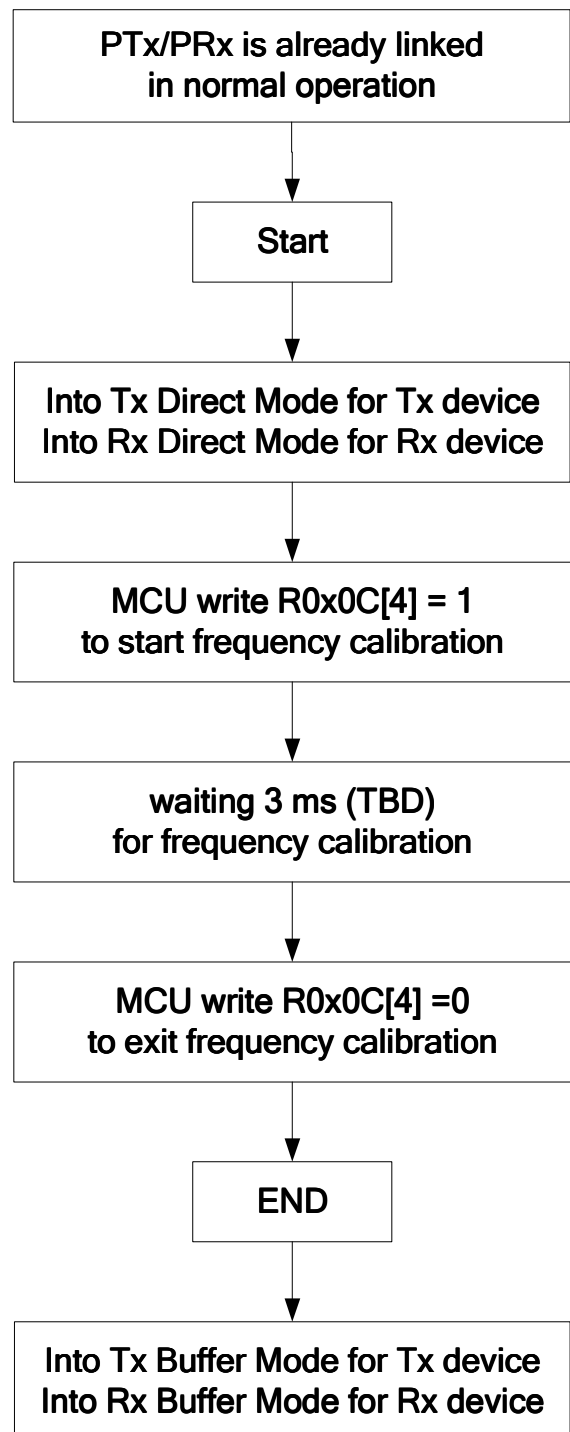 PTx/PRx is already linked
in normal operation
Start
Into Tx Direct Mode for Tx device
Into Rx Direct Mode for Rx device
MCU write R0x0C[4] = 1
to start frequency calibration
waiting 3 ms (TBD)
for frequency calibration
MCU write R0x0C[4] =0
to exit frequency calibration
END
Into Tx Buffer Mode for Tx device
Into Rx Buffer Mode for Rx device